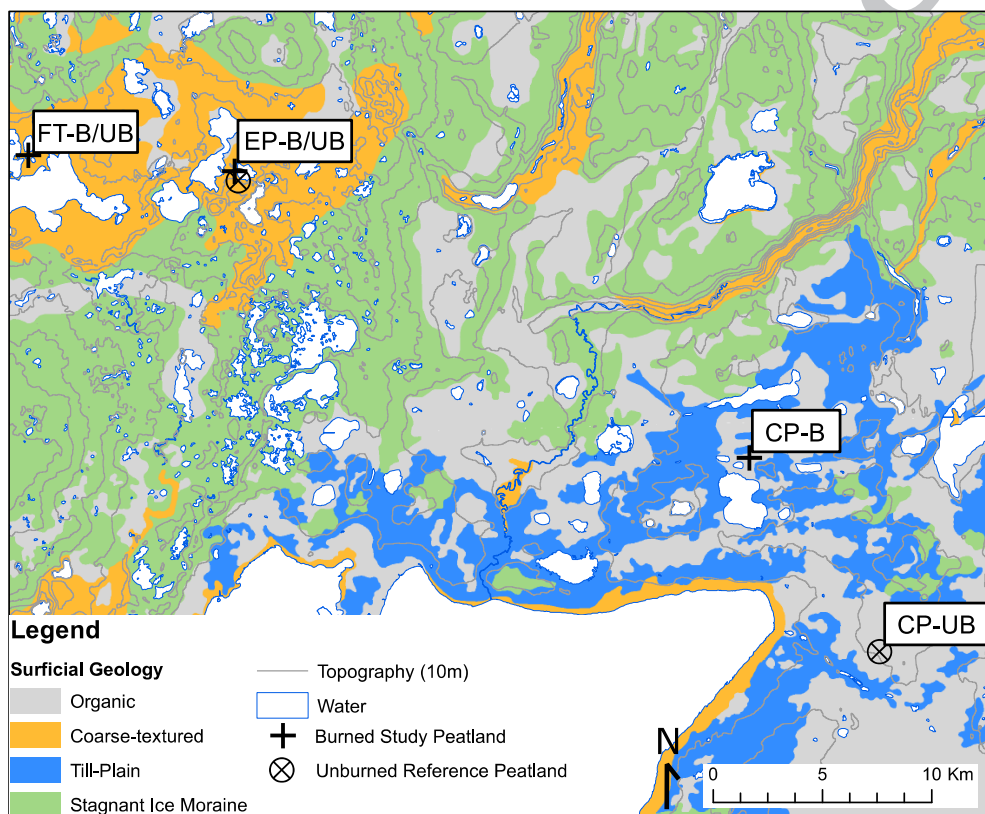 FT-B/UB
EP-B/UB
CP-B
CP-UB
Legend
Surficial Geology
Organic
Coarse-textured
Till-Plain
Stagnant Ice Moraine
Topography (10m)
Water
Burned Study Peatland
Unburned Reference Peatland
N
0 5 10 Km